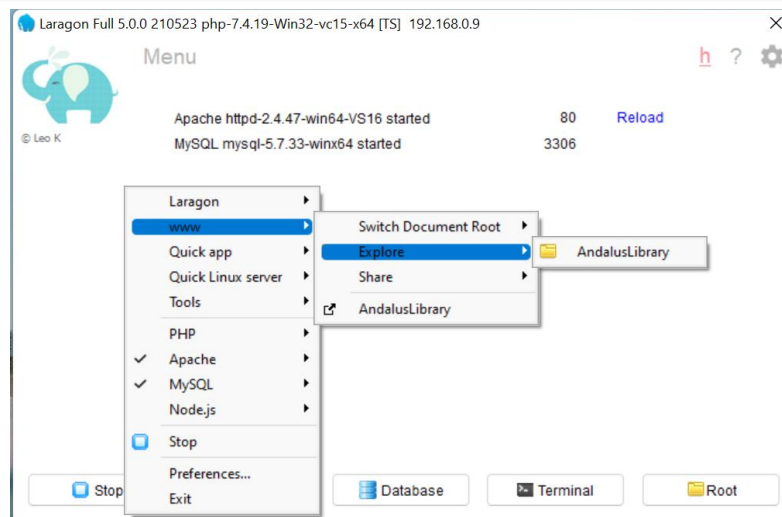 Laragon Full 5.0.0 210523 php-7.4.19-Win32-vc15-x64 [TS] 192.168.0.9
Menu
h ?
© Leo K
Apache httpd-2.4.47-win64-VS16 started 80 Reload
MySQL mysql-5.7.33-winx64 started 3306
Laragon
www
Quick app
Quick Linux server
Tools
PHP
Apache
MySQL
Node.js
Stop
Preferences...
Exit
Switch Document Root
Explore
Share
AndalusLibrary
AndalusLibrary
Stop
Database
Terminal
Root